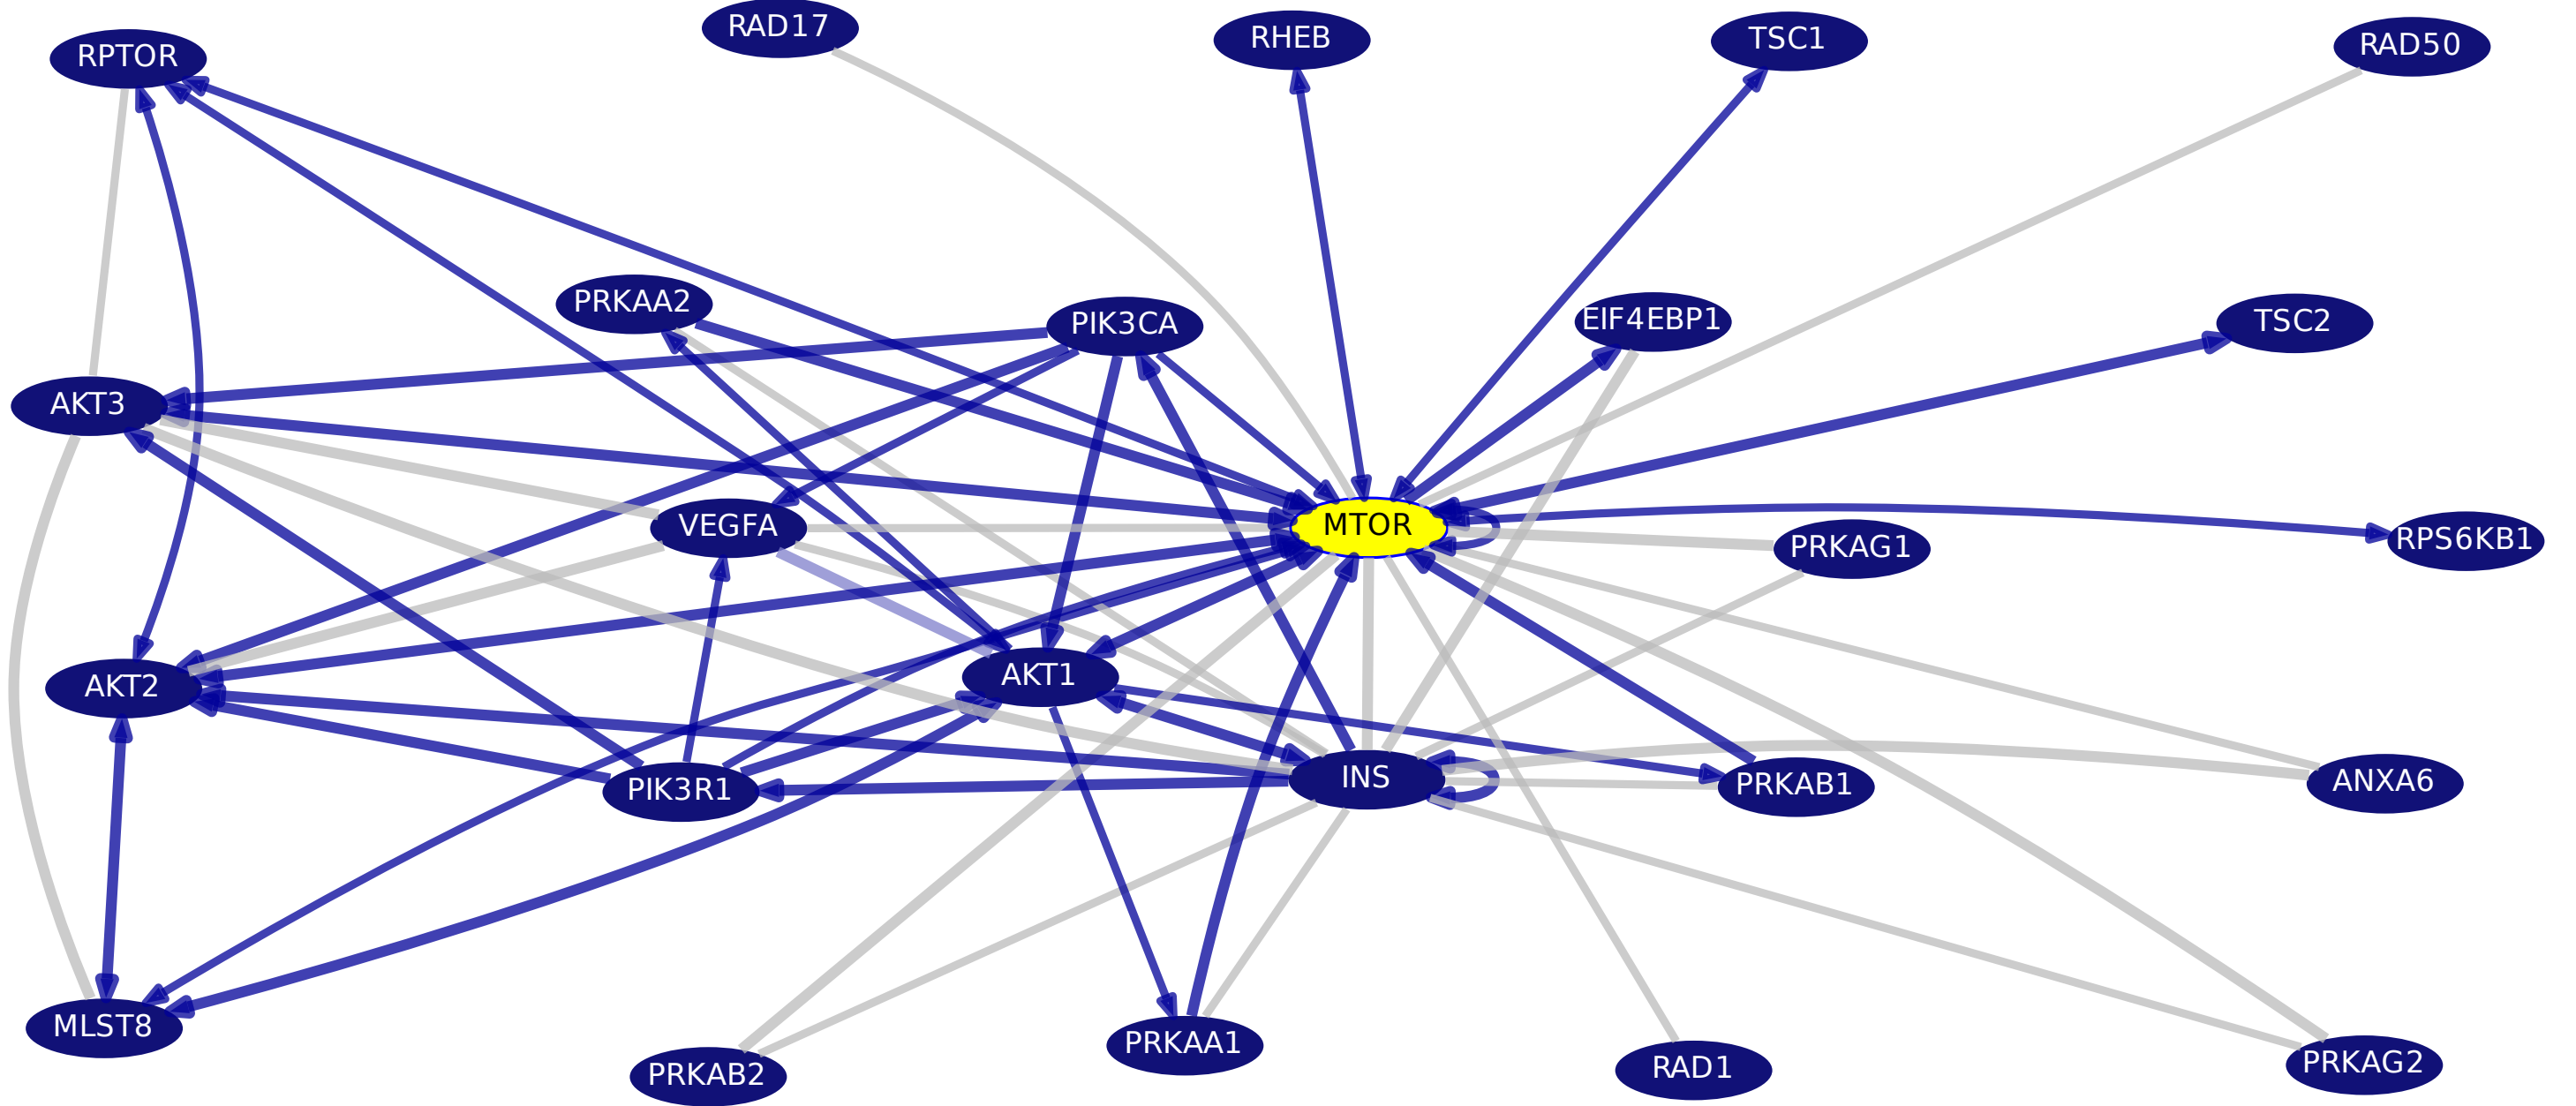 RAD17
RHEB
TSC1
RAD50
RPTOR
PRKAA2
PIK3CA
EIF4EBP1
TSC2
AKT3
VEGFA
MTOR
PRKAG1
RPS6KB1
AKT2
AKT1
PIK3R1
INS
PRKAB1
ANXA6
MLST8
PRKAB2
PRKAA1
RAD1
PRKAG2